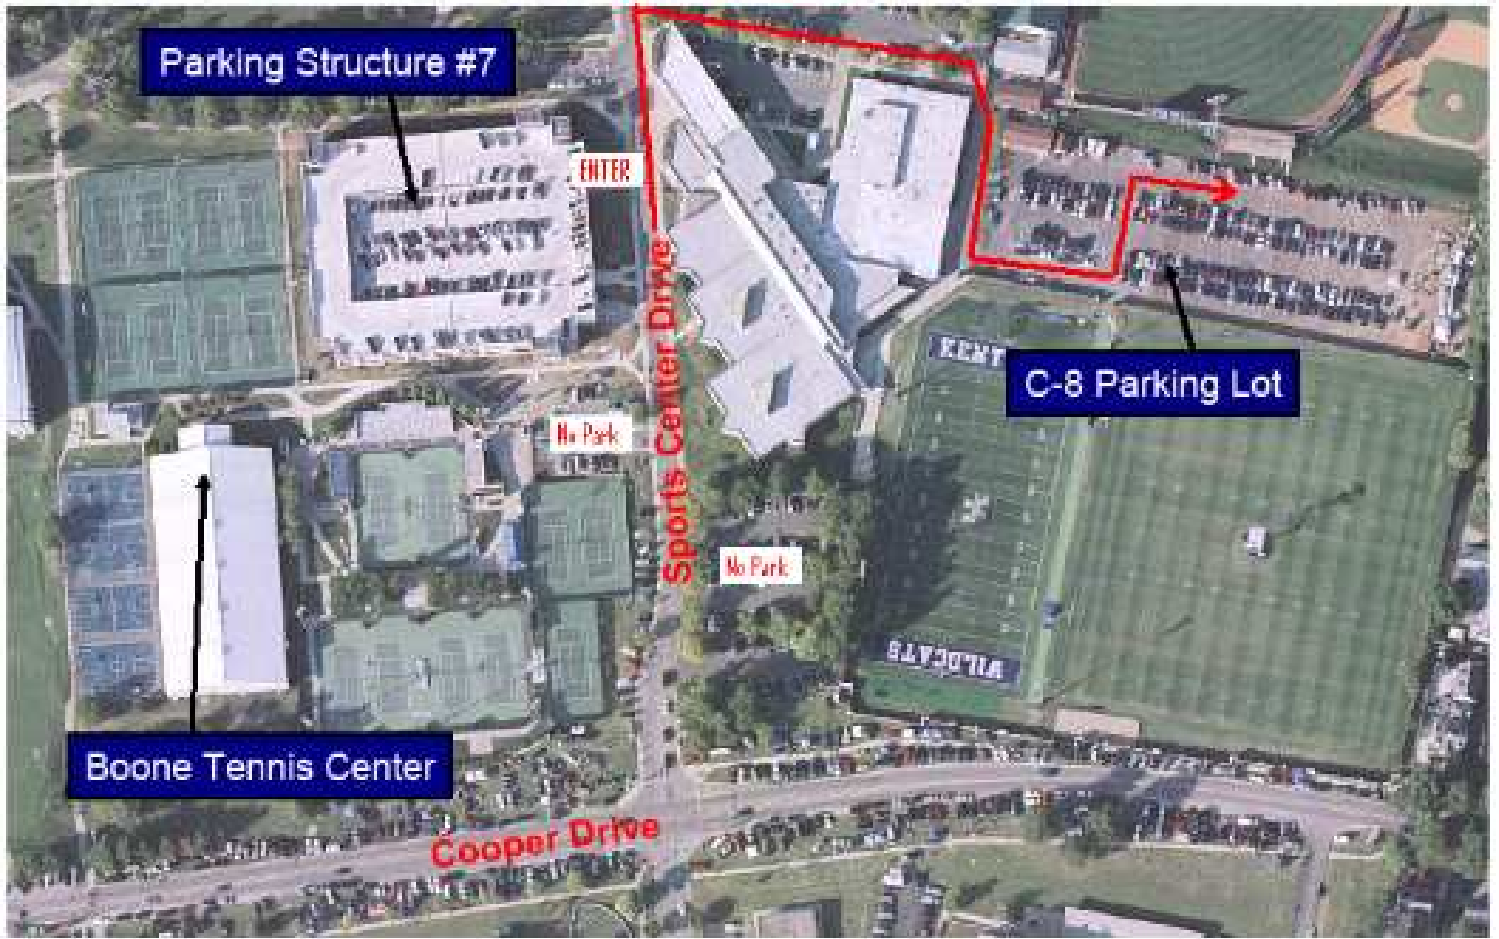 Parking Structure #7
ENTER
Sports Center Drive
C-8 Parking Lot
No Park
No Park
WILDCATS
Boone Tennis Center
Cooper Drive